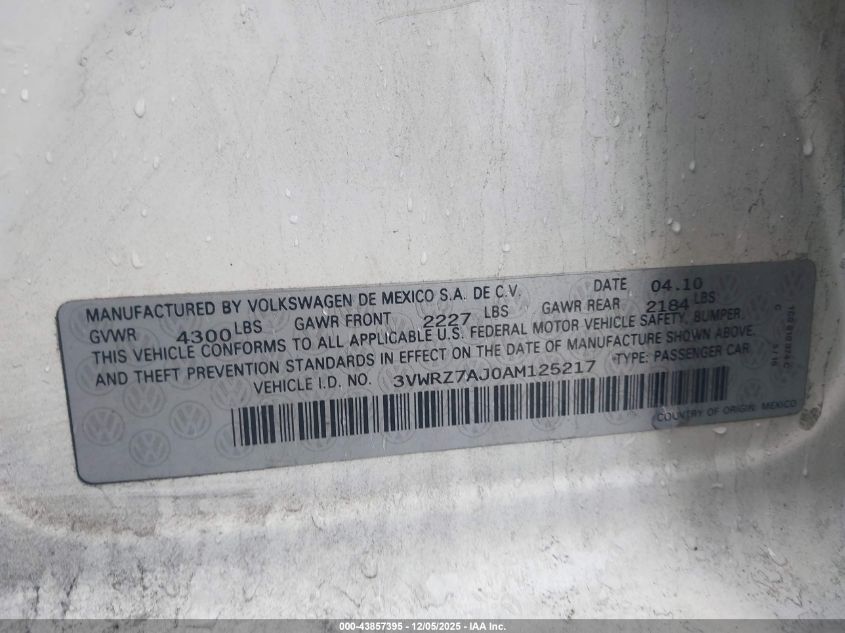 MANUFACTURED BY VOLKSWAGEN DE MEXICO S.A. DE C.V. DATE 04.10
GVWR 4300 LBS GAWR FRONT 2227 LBS GAWR REAR 2184 LBS
THIS VEHICLE CONFORMS TO ALL APPLICABLE U.S. FEDERAL MOTOR VEHICLE SAFETY, BUMPER,
AND THEFT PREVENTION STANDARDS IN EFFECT ON THE DATE OF MANUFACTURE SHOWN ABOVE.
VEHICLE I.D. NO. 3VWRZ7AJ0AM125217 TYPE: PASSENGER CAR
COUNTRY OF ORIGIN: MEXICO
000-43857395 - 12/05/2025 - IAA Inc.